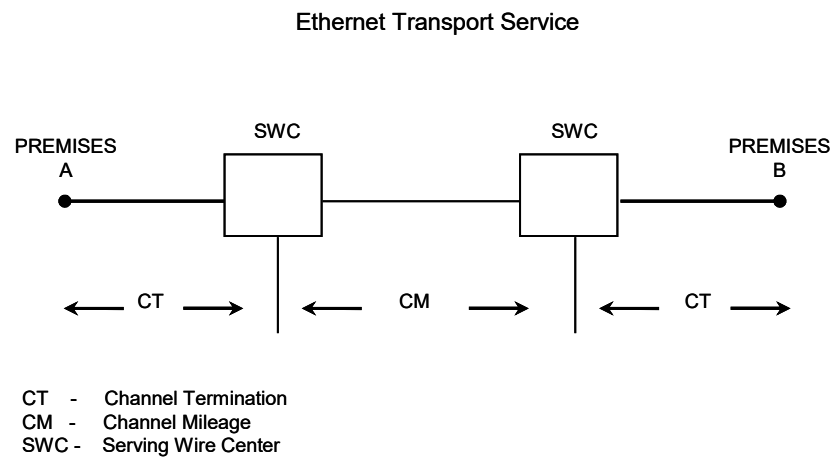 Ethernet Transport Service
SWC SWC
PREMISES PREMISES
A B
CT CM CT
CT - Channel Termination
CM - Channel Mileage
SWC - Serving Wire Center